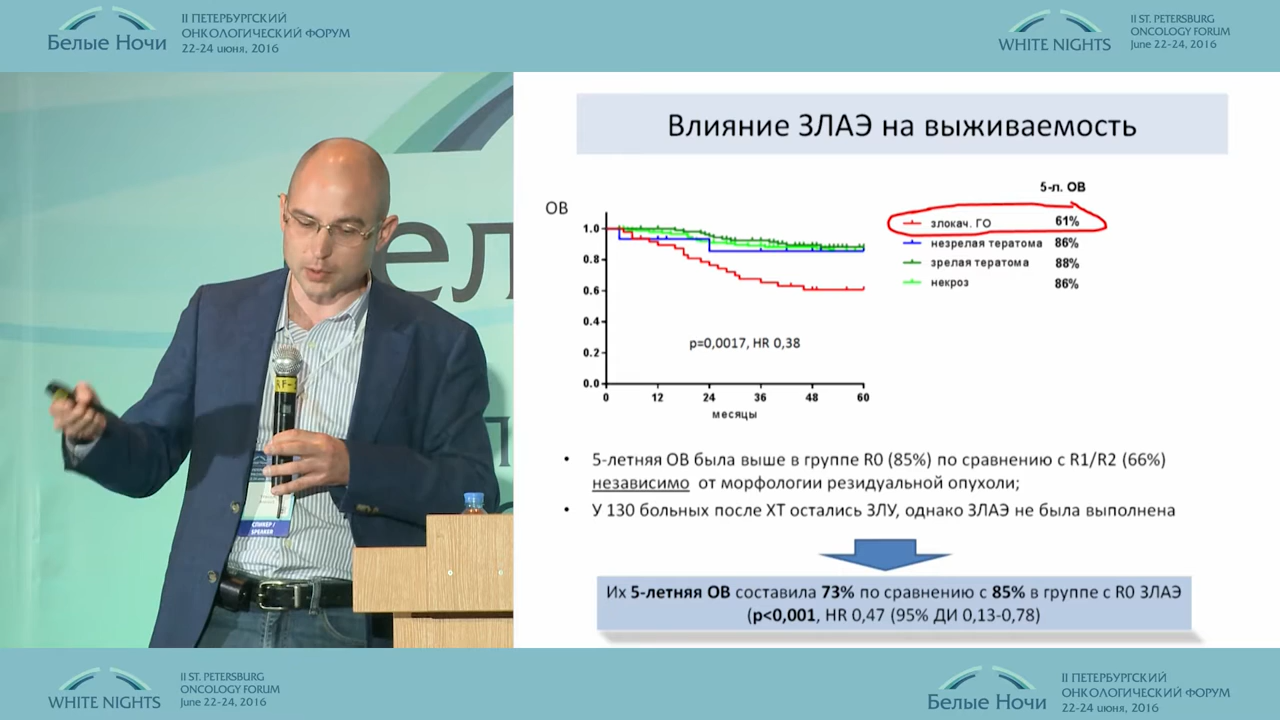 Белые Ночи
II ПЕТЕРБУРГСКИЙ
ОНКОЛОГИЧЕСКИЙ ФОРУМ
22-24 июня, 2016
WHITE NIGHTS
II ST. PETERSBURG
ONCOLOGY FORUM
June 22-24, 2016
ел
RF-
СПИКЕР /
SPEAKER
Влияние ЗЛАЭ на выживаемость
5-л. ОВ
ОВ
злокач. ГО 61%
незрелая тератома 86%
зрелая тератома 88%
некроз 86%
1.0
0.8
0.6
0.4
0.2
0.0
p=0,0017, HR 0,38
0 12 24 36 48 60
месяцы
• 5-летняя ОВ была выше в группе R0 (85%) по сравнению с R1/R2 (66%)
независимо от морфологии резидуальной опухоли;
• У 130 больных после ХТ остались ЗЛУ, однако ЗЛАЭ не была выполнена
Их 5-летняя ОВ составила 73% по сравнению с 85% в группе с R0 ЗЛАЭ
(p<0,001, HR 0,47 (95% ДИ 0,13-0,78)
WHITE NIGHTS
II ST. PETERSBURG
ONCOLOGY FORUM
June 22-24, 2016
Белые Ночи
II ПЕТЕРБУРГСКИЙ
ОНКОЛОГИЧЕСКИЙ ФОРУМ
22-24 июня, 2016